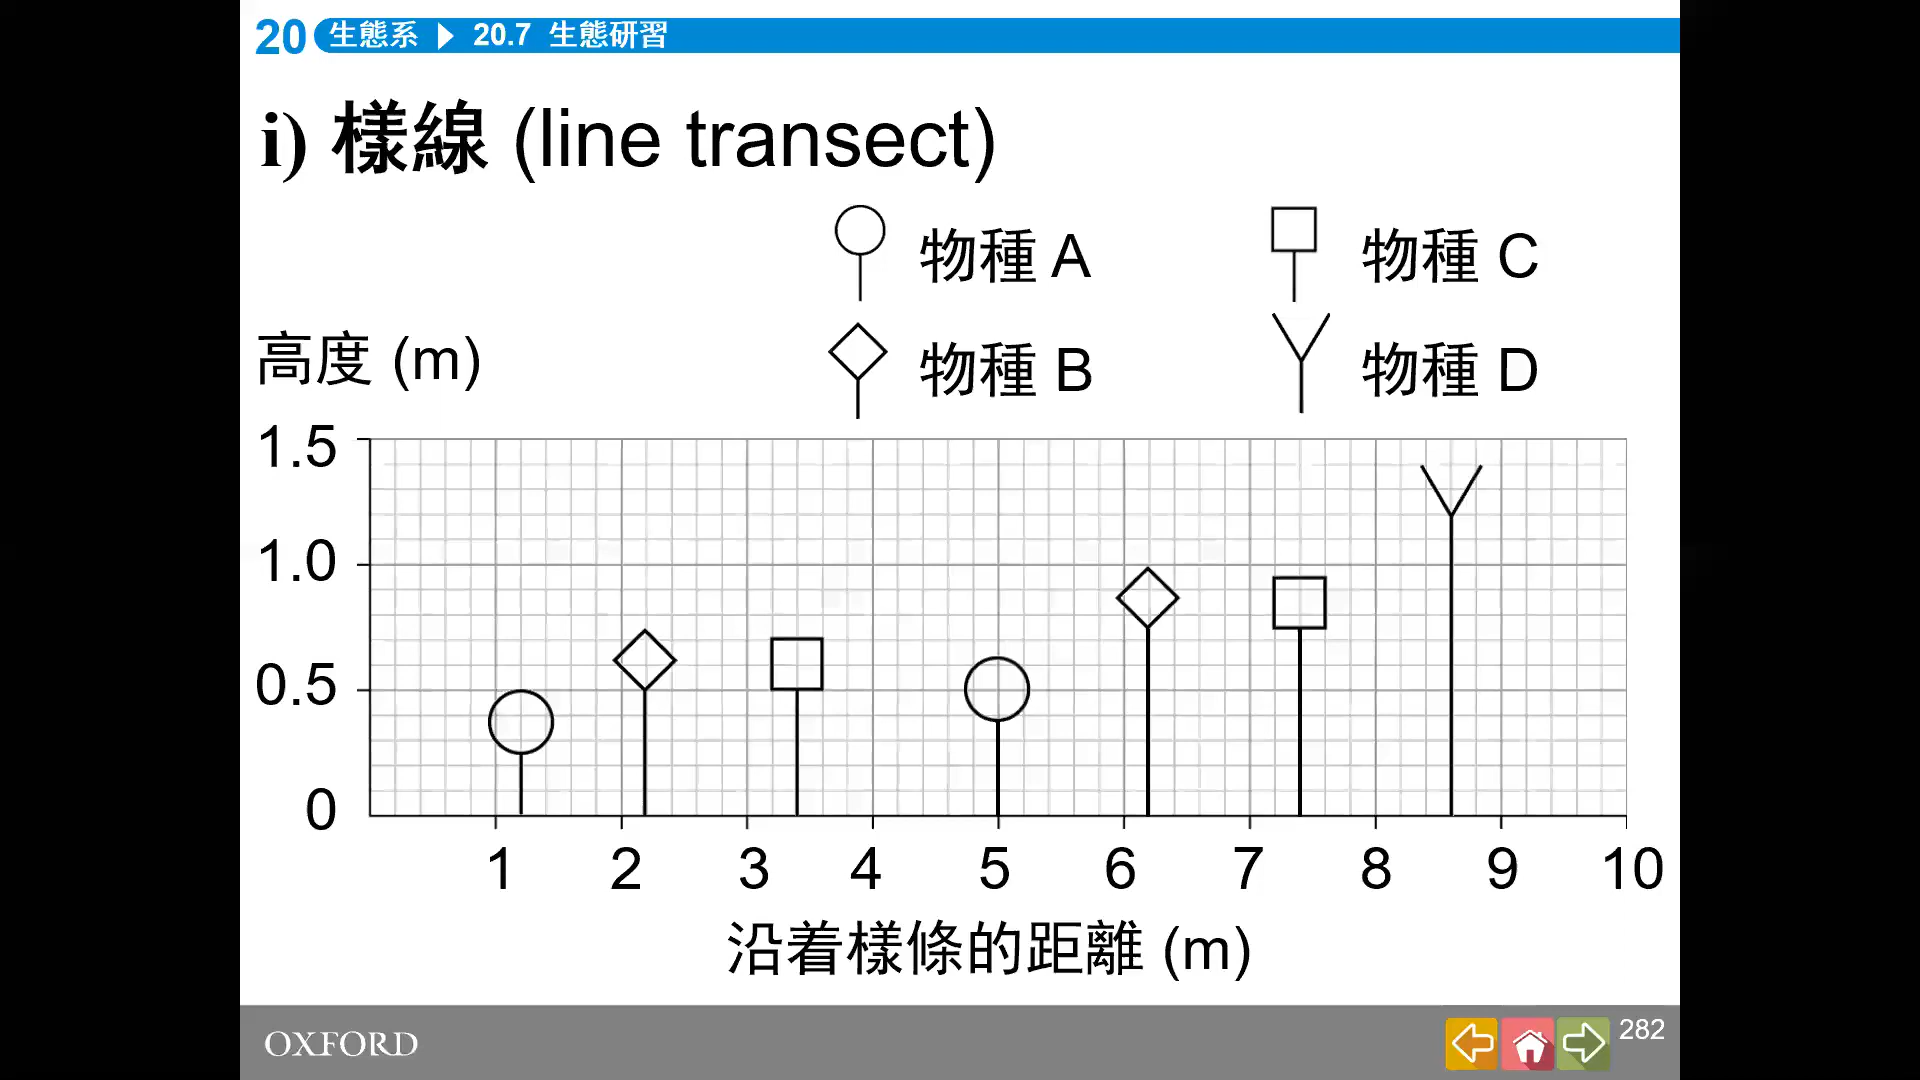 20 生態系 ▶ 20.7 生態研習
i) 樣線 (line transect)
物種 A 物種 C
物種 B 物種 D
高度 (m)
1.5
1.0
0.5
0
1 2 3 4 5 6 7 8 9 10
沿着樣條的距離 (m)
OXFORD 282